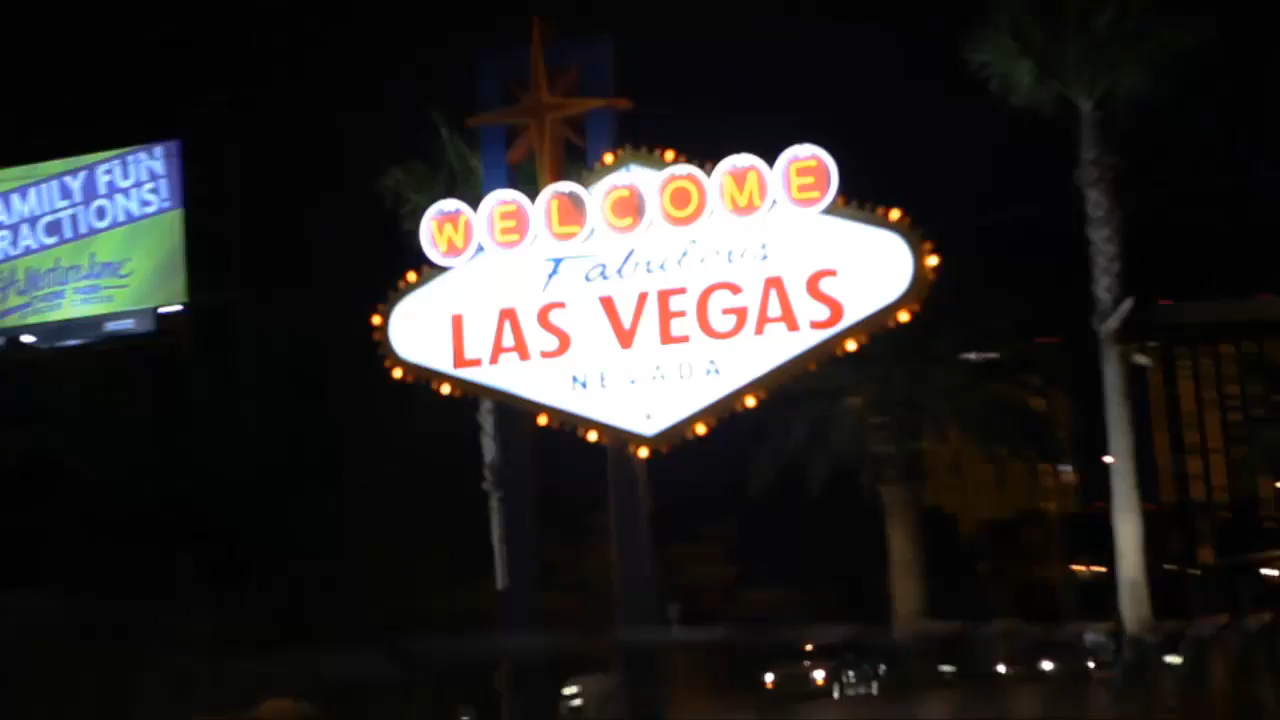 AMILY FUN
RACTIONS!
WELCOME
Fabulous
LAS VEGAS
NEVADA